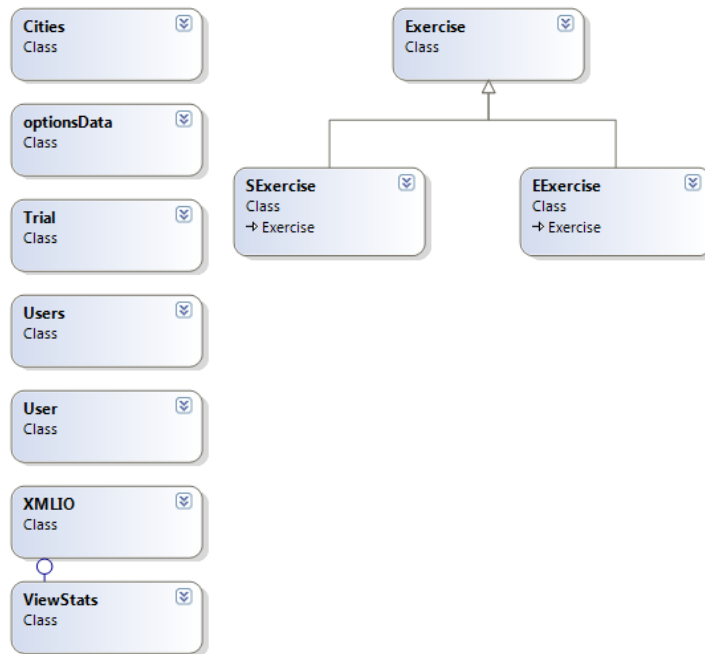 Cities
Class
optionsData
Class
Trial
Class
Users
Class
User
Class
XMLIO
Class
ViewStats
Class
Exercise
Class
SExercise
Class
Exercise
EExercise
Class
Exercise